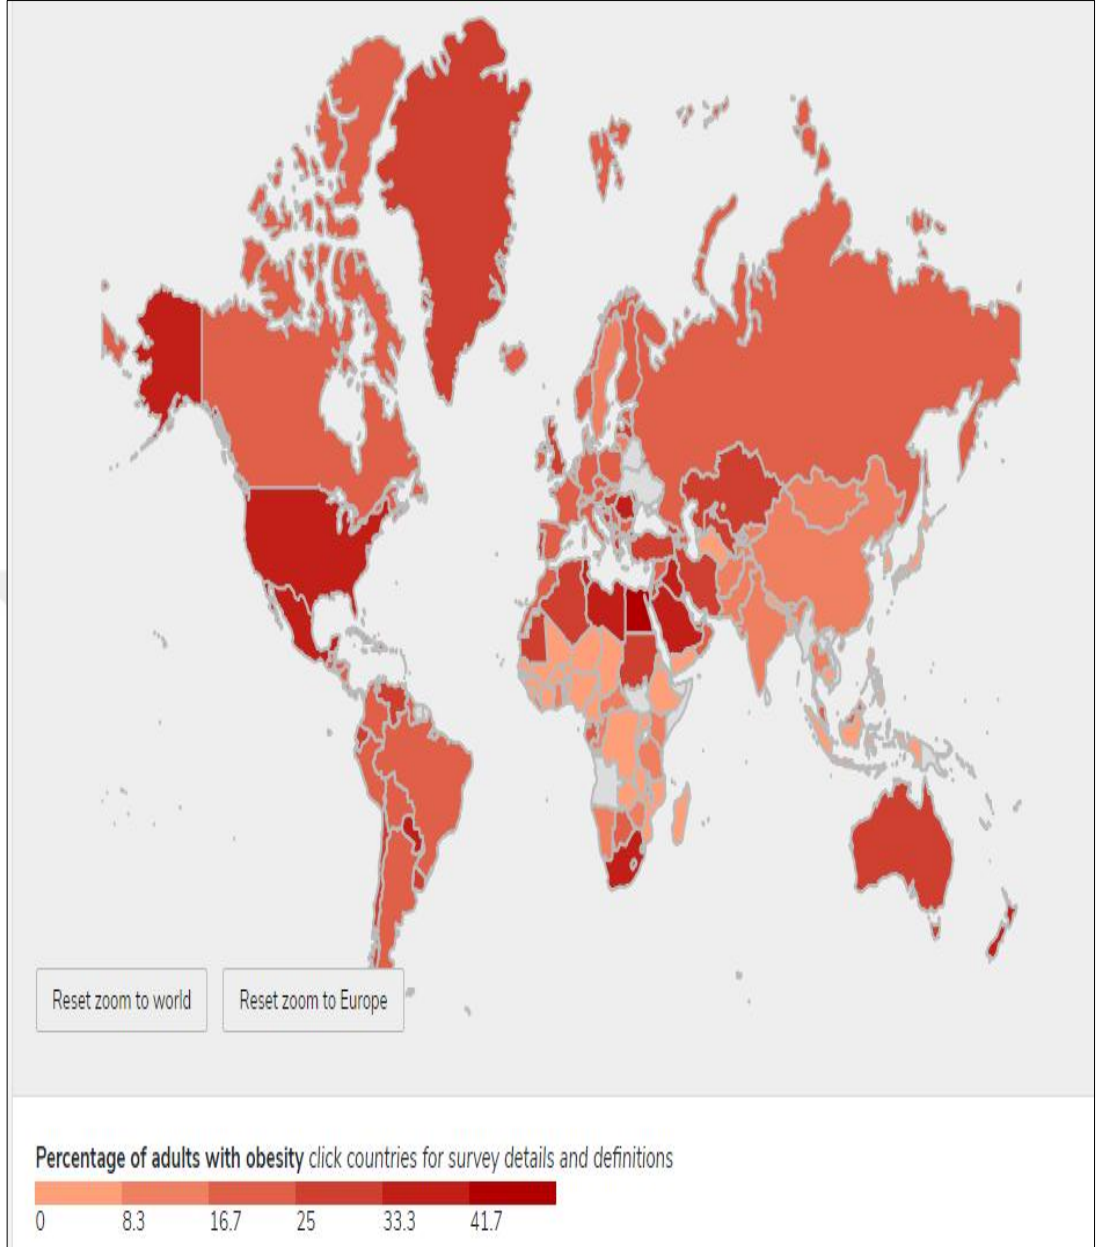 Reset zoom to world Reset zoom to Europe
Percentage of adults with obesity click countries for survey details and definitions
0 8.3 16.7 25 33.3 41.7